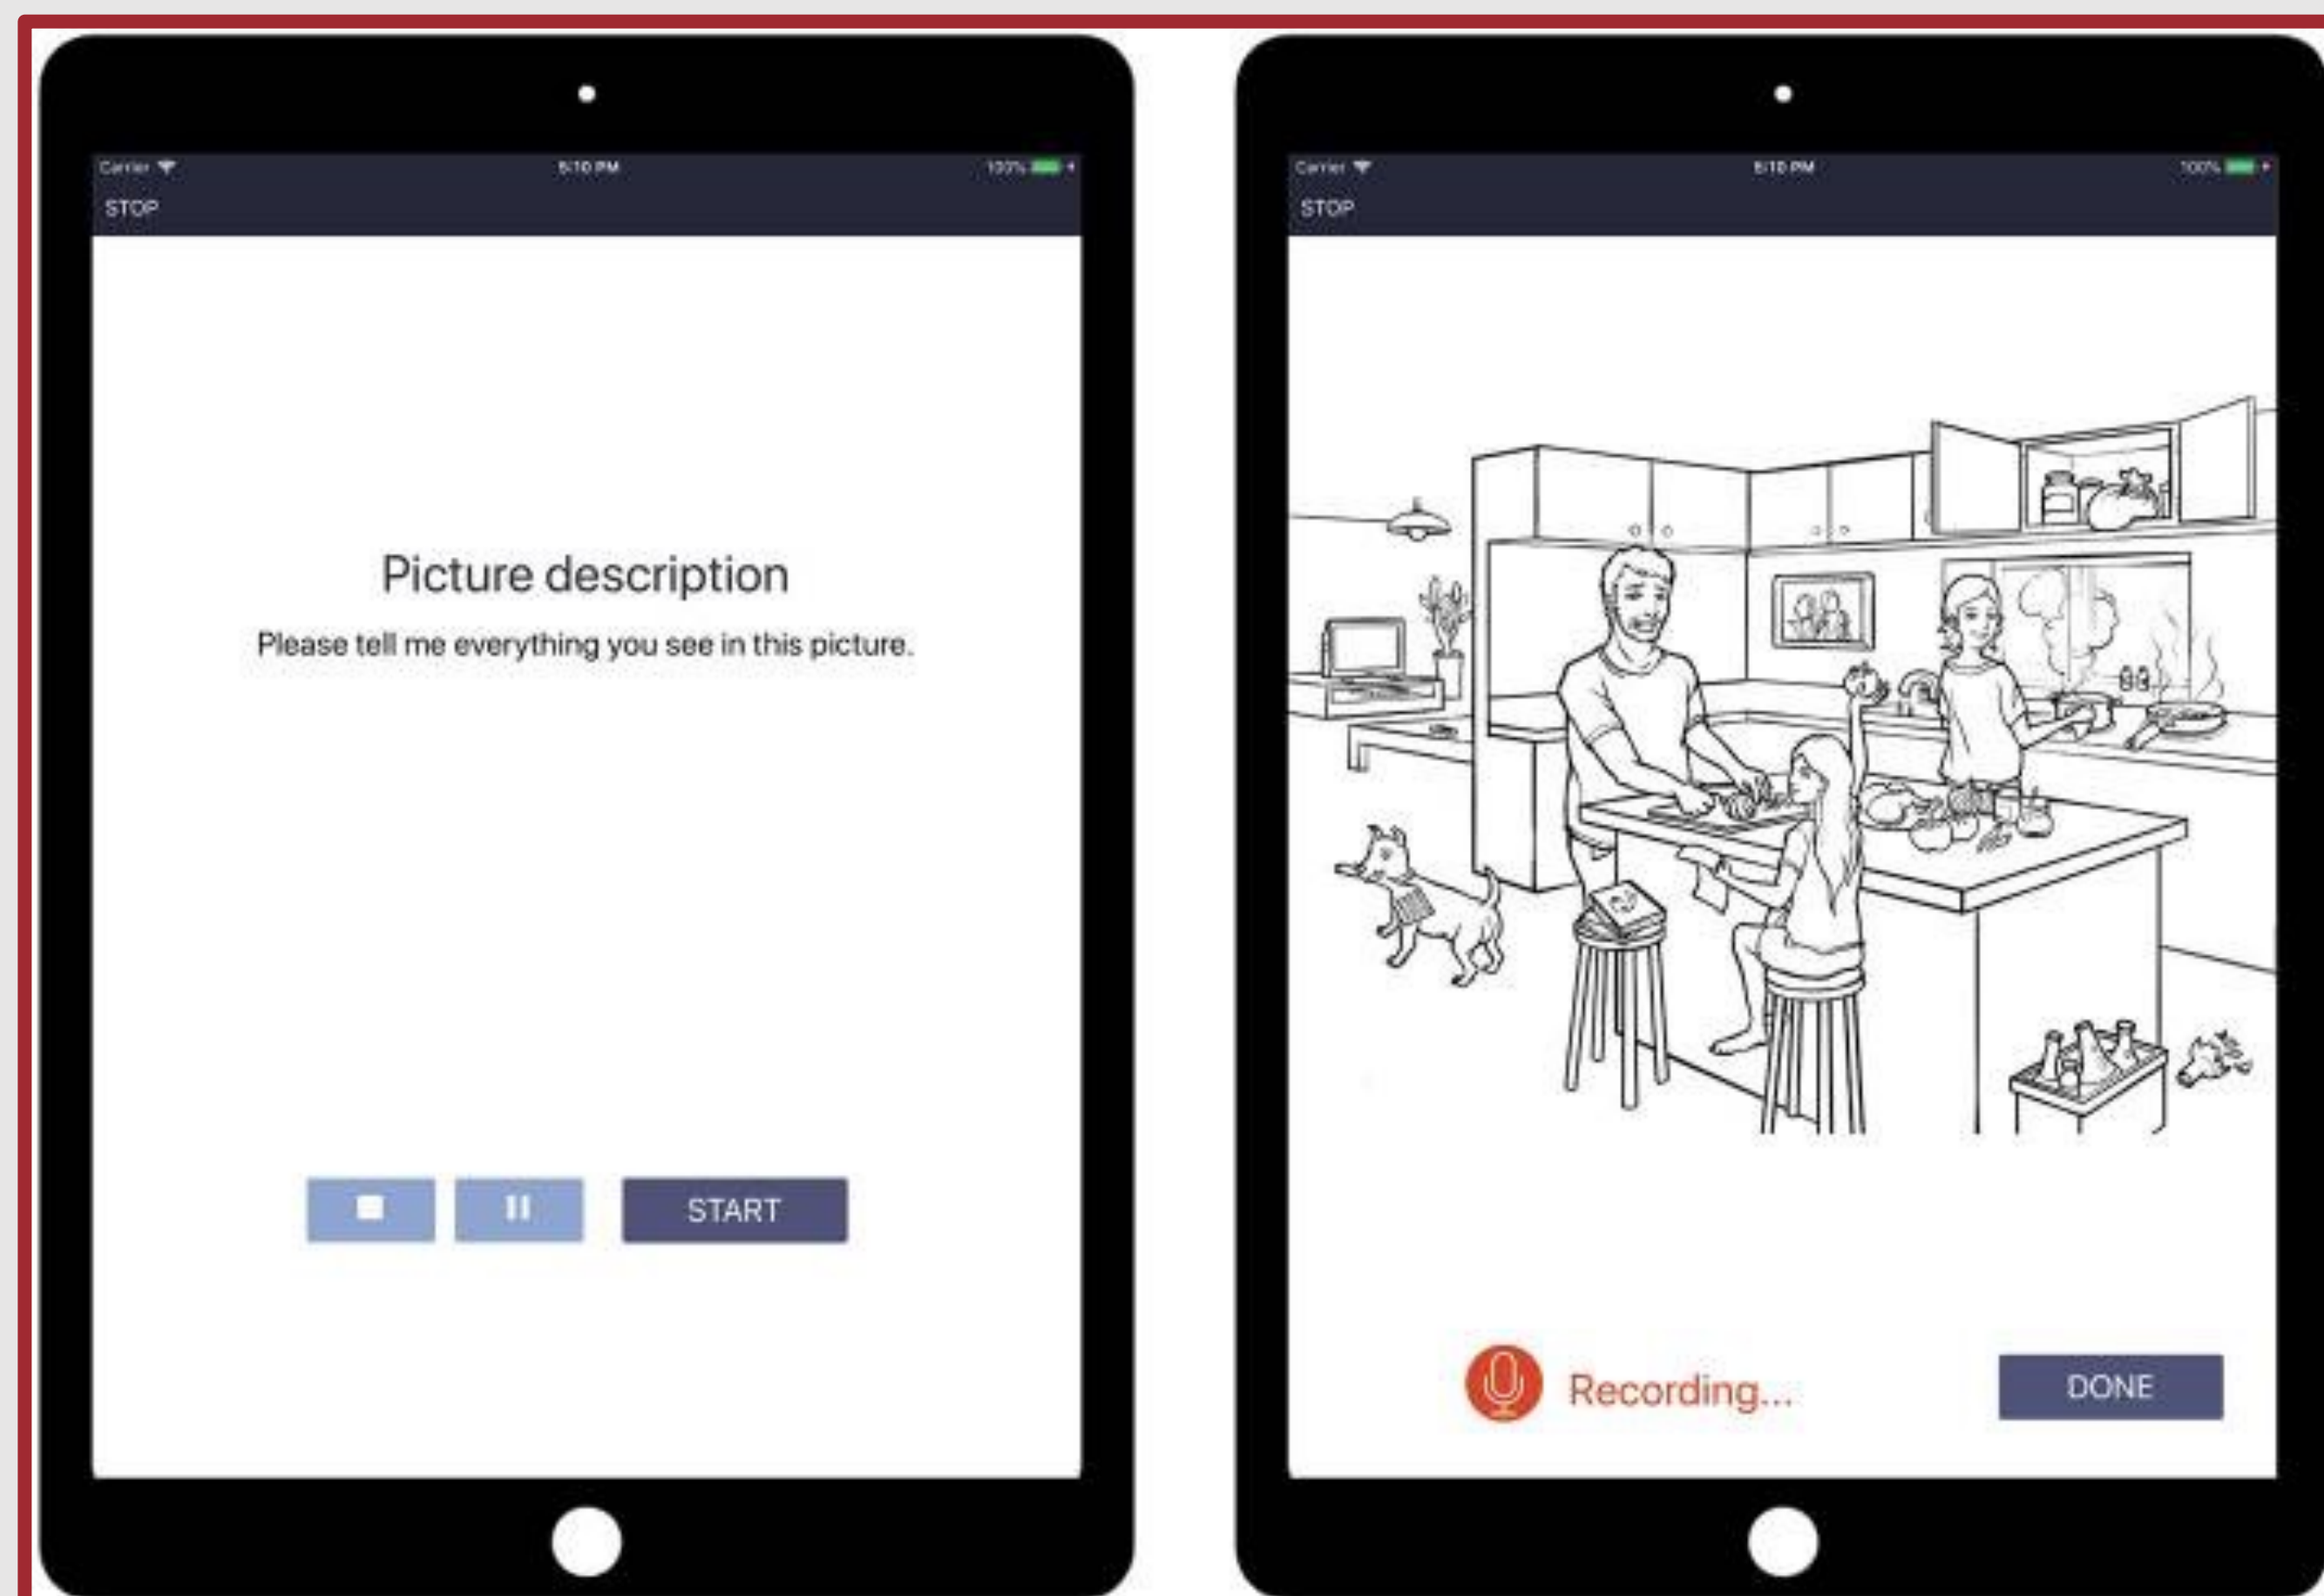 Carrier
5:10 PM
100%
STOP
Picture description
Please tell me everything you see in this picture.
START
Carrier
5:10 PM
100%
STOP
Recording...
DONE